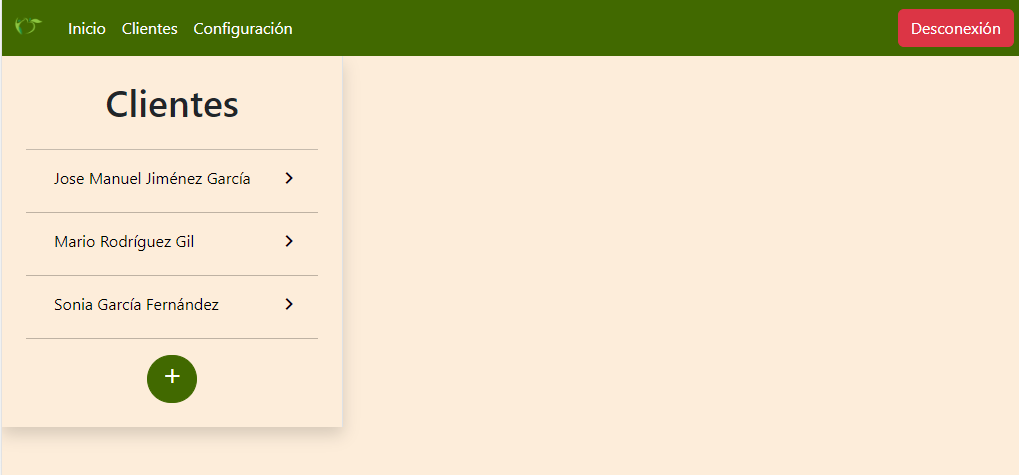 Inicio Clientes Configuración Desconexión
Clientes
Jose Manuel Jiménez García
Mario Rodríguez Gil
Sonia García Fernández
+